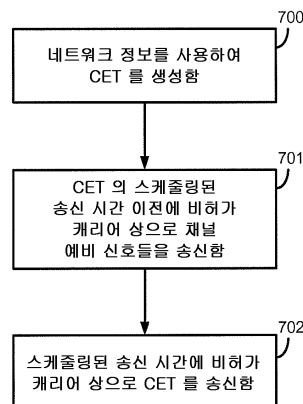 700
네트워크 정보를 사용하여
CET 를 생성함
701
CET 의 스케줄링된
송신 시간 이전에 비허가
캐리어 상으로 채널
예비 신호들을 송신함
702
스케줄링된 송신 시간에 비허가
캐리어 상으로 CET 를 송신함